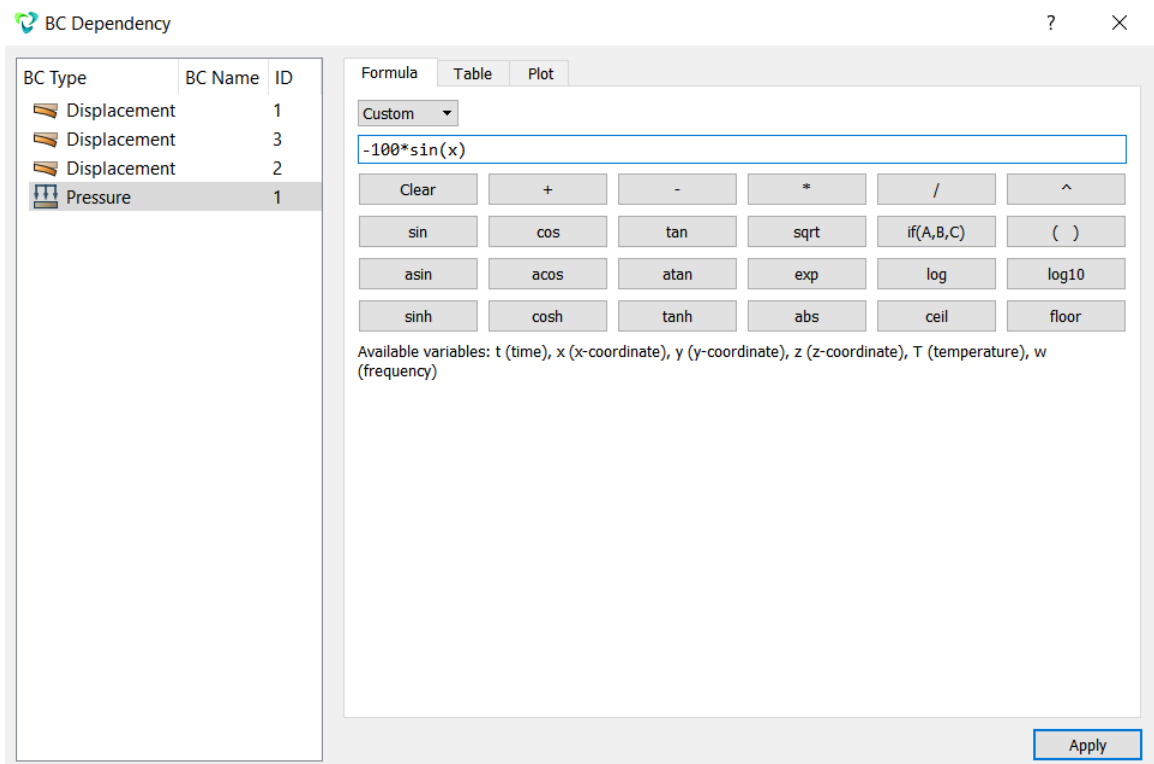 BC Dependency ? ×
BC Type BC Name ID
Displacement 1
Displacement 3
Displacement 2
Pressure 1
Formula Table Plot
Custom
-100*sin(x)
Clear + - * / ^
sin cos tan sqrt if(A,B,C) ( )
asin acos atan exp log log10
sinh cosh tanh abs ceil floor
Available variables: t (time), x (x-coordinate), y (y-coordinate), z (z-coordinate), T (temperature), w
(frequency)
Apply